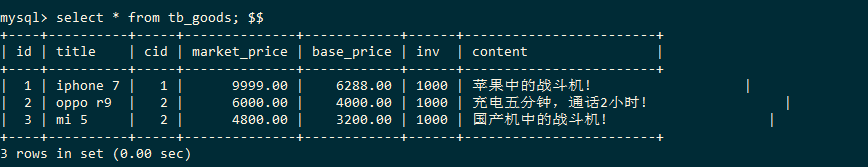 mysql> select * from tb_goods; $$
+----+----------+-----+--------------+------------+------+------------------------+
| id | title    | cid | market_price | base_price | inv  | content                |
+----+----------+-----+--------------+------------+------+------------------------+
|  1 | iphone 7 |   1 |      9999.00 |    6288.00 | 1000 | 苹果中的战斗机!                   |
|  2 | oppo r9  |   2 |      6000.00 |    4000.00 | 1000 | 充电五分钟，通话2小时!                 |
|  3 | mi 5     |   2 |      4800.00 |    3200.00 | 1000 | 国产机中的战斗机!                    |
+----+----------+-----+--------------+------------+------+------------------------+
3 rows in set (0.00 sec)